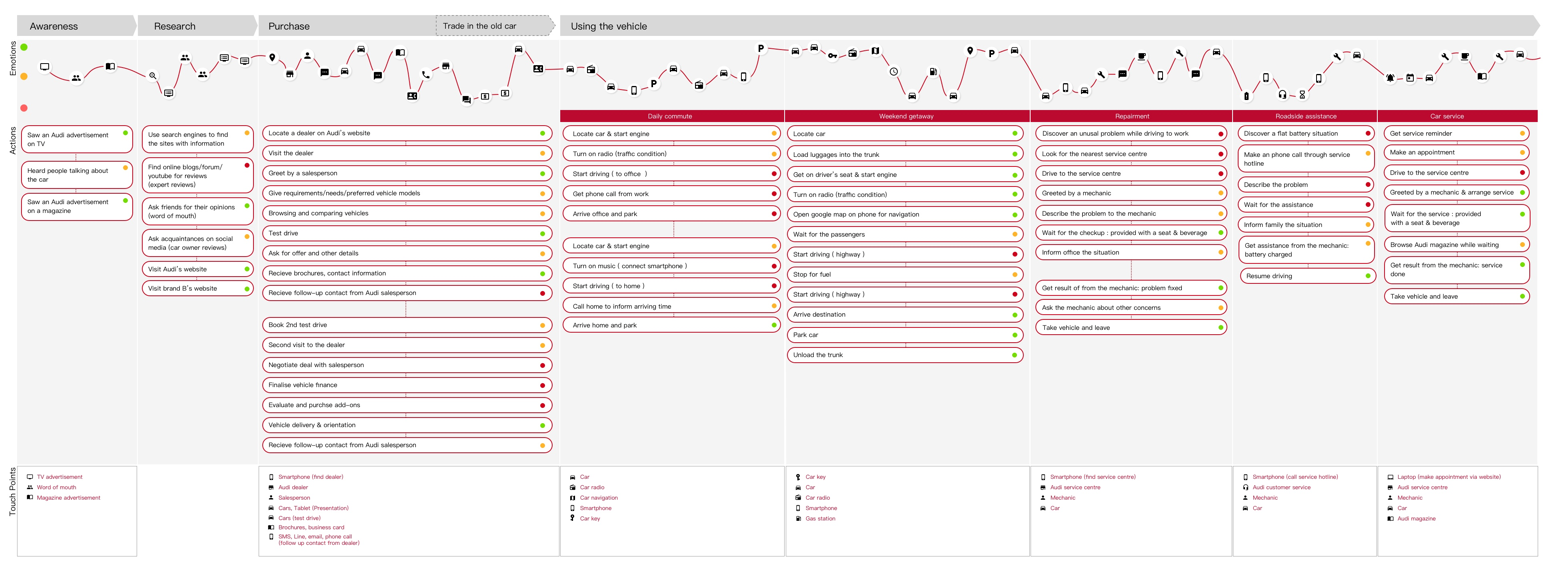 Awareness
Research
Purchase
Trade in the old car
Using the vehicle
Emotions
P
P
P
Daily commute
Weekend getaway
Repairment
Roadside assistance
Car service
Actions
Saw an Audi advertisement
on TV
Heard people talking about
the car
Saw an Audi advertisement
on a magazine
Use search engines to find
the sites with information
Find online blogs/forum/
youtube for reviews
(expert reviews)
Ask friends for their opinions
(word of mouth)
Ask acquaintances on social
media (car owner reviews)
Visit Audi's website
Visit brand B's website
Locate a dealer on Audi's website
Visit the dealer
Greet by a salesperson
Give requirements/needs/preferred vehicle models
Browsing and comparing vehicles
Test drive
Ask for offer and other details
Recieve brochures, contact information
Recieve follow-up contact from Audi salesperson
Book 2nd test drive
Second visit to the dealer
Negotiate deal with salesperson
Finalise vehicle finance
Evaluate and purchse add-ons
Vehicle delivery & orientation
Recieve follow-up contact from Audi salesperson
Locate car & start engine
Turn on radio (traffic condition)
Start driving ( to office )
Get phone call from work
Arrive office and park
Locate car & start engine
Turn on music ( connect smartphone )
Start driving ( to home )
Call home to inform arriving time
Arrive home and park
Locate car
Load luggages into the trunk
Get on driver's seat & start engine
Turn on radio (traffic condition)
Open google map on phone for navigation
Wait for the passengers
Start driving ( highway )
Stop for fuel
Start driving ( highway )
Arrive destination
Park car
Unload the trunk
Discover an unusual problem while driving to work
Look for the nearest service centre
Drive to the service centre
Greeted by a mechanic
Describe the problem to the mechanic
Wait for the checkup : provided with a seat & beverage
Inform office the situation
Get result of from the mechanic: problem fixed
Ask the mechanic about other concerns
Take vehicle and leave
Discover a flat battery situation
Make an phone call through service
hotline
Describe the problem
Wait for the assistance
Inform family the situation
Get assistance from the mechanic:
battery charged
Resume driving
Get service reminder
Make an appointment
Drive to the service centre
Greeted by a mechanic & arrange service
Wait for the service : provided
with a seat & beverage
Browse Audi magazine while waiting
Get result from the mechanic: service
done
Take vehicle and leave
Touch Points
TV advertisement
Word of mouth
Magazine advertisement
Smartphone (find dealer)
Audi dealer
Salesperson
Cars, Tablet (Presentation)
Cars (test drive)
Brochures, business card
SMS, Line, email, phone call
(follow up contact from dealer)
Car
Car radio
Car navigation
Smartphone
Car key
Car key
Car
Car radio
Smartphone
Gas station
Smartphone (find service centre)
Audi service centre
Mechanic
Car
Smartphone (call service hotline)
Audi customer service
Mechanic
Car
Laptop (make appointment via website)
Audi service centre
Mechanic
Car
Audi magazine